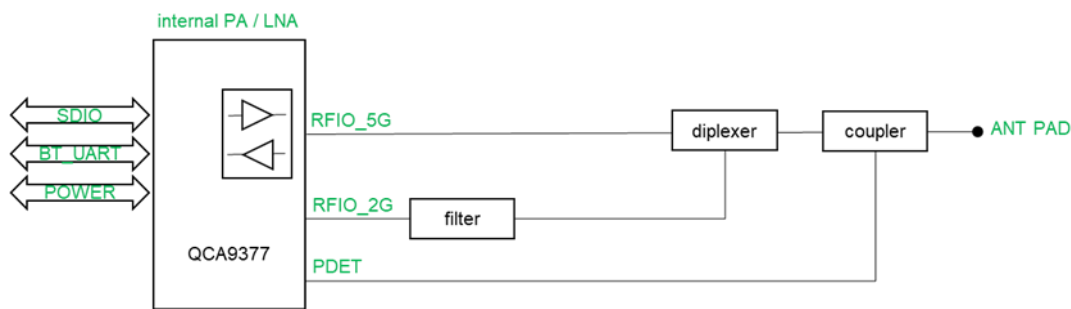 internal PA / LNA
SDIO
BT_UART
POWER
RFIO_5G
RFIO_2G
PDET
QCA9377
filter
diplexer
coupler
ANT PAD